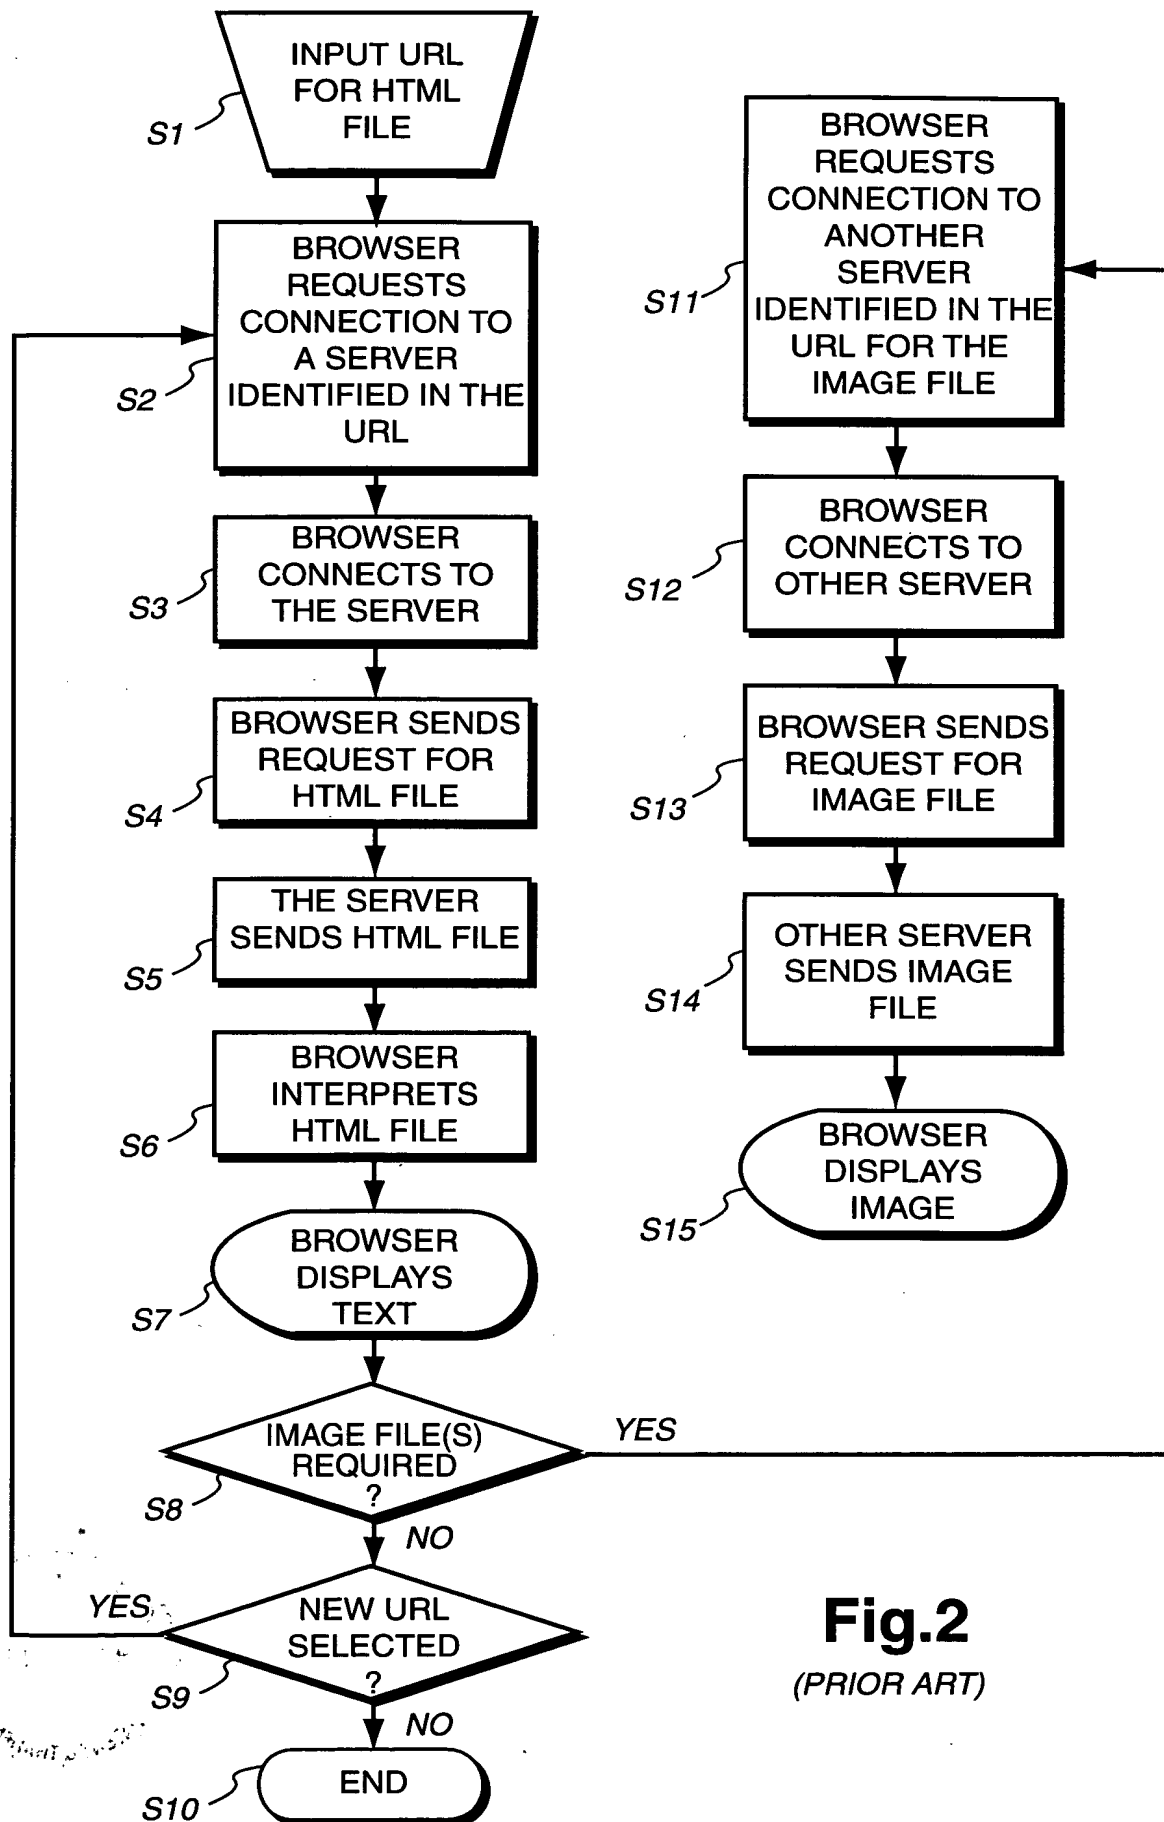 INPUT URL
FOR HTML
FILE
S1
BROWSER
REQUESTS
CONNECTION TO
A SERVER
IDENTIFIED IN THE
URL
S2
BROWSER
CONNECTS TO
THE SERVER
S3
BROWSER SENDS
REQUEST FOR
HTML FILE
S4
THE SERVER
SENDS HTML FILE
S5
BROWSER
INTERPRETS
HTML FILE
S6
BROWSER
DISPLAYS
TEXT
S7
IMAGE FILE(S)
REQUIRED
?
S8
YES
NO
NEW URL
SELECTED
?
S9
YES
NO
END
S10
BROWSER
REQUESTS
CONNECTION TO
ANOTHER
SERVER
IDENTIFIED IN THE
URL FOR THE
IMAGE FILE
S11
BROWSER
CONNECTS TO
OTHER SERVER
S12
BROWSER SENDS
REQUEST FOR
IMAGE FILE
S13
OTHER SERVER
SENDS IMAGE
FILE
S14
BROWSER
DISPLAYS
IMAGE
S15
Fig.2
(PRIOR ART)